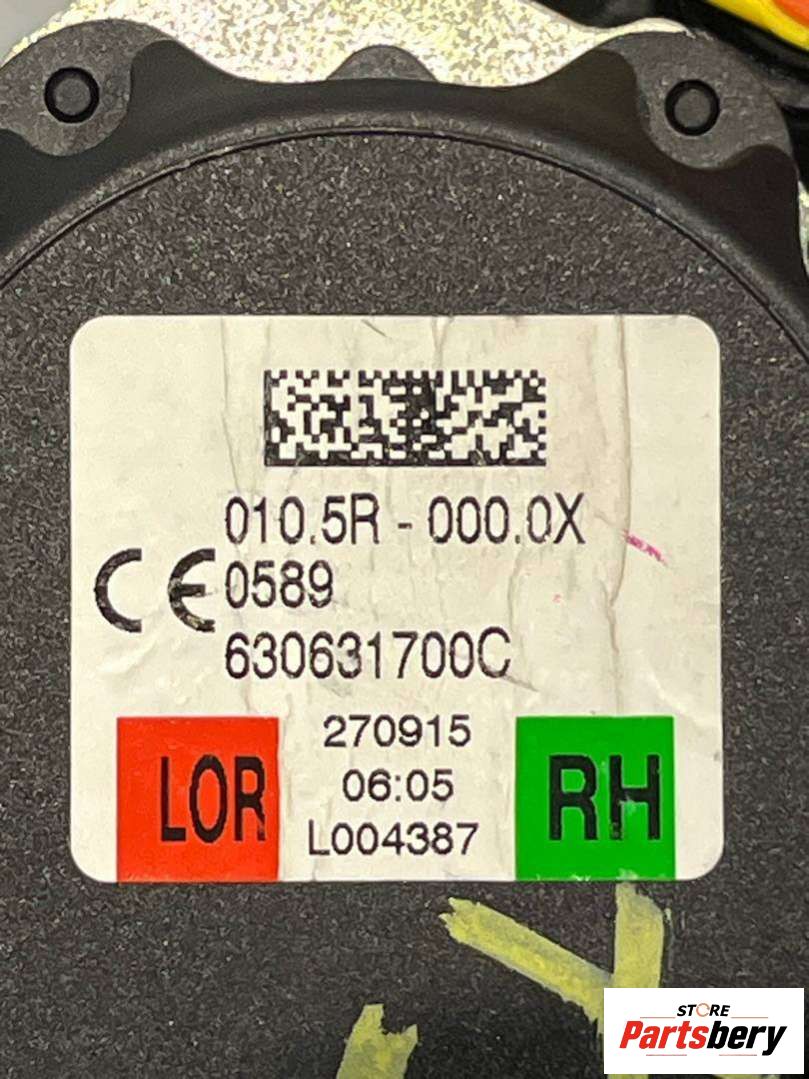 010.5R - 000.0X
CE 0589
630631700C
270915
06:05
L004387
LOR
RH
STORE
Partsbery